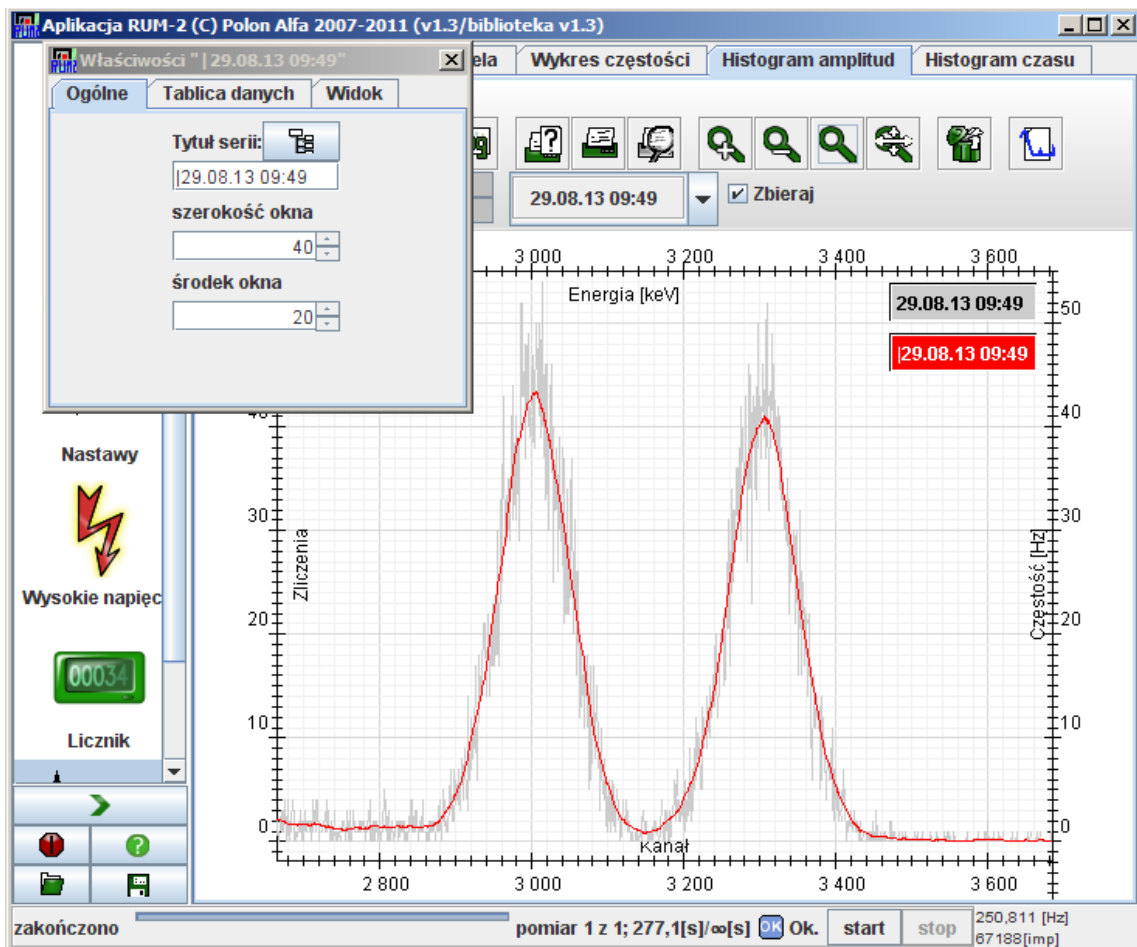 Aplikacja RUM-2 (C) Polon Alfa 2007-2011 (v1.3/biblioteka v1.3)
Właściwości "|29.08.13 09:49"
ela Wykres częstości Histogram amplitud Histogram czasu
Ogólne Tablica danych Widok
Tytuł serii:
|29.08.13 09:49
szerokość okna
40
środek okna
20
29.08.13 09:49 Zbieraj
3 000 3 200 3 400 3 600
Energia [keV]
29.08.13 09:49
|29.08.13 09:49
50
40 40
30 30
20 20
10 10
0 0
Zliczenia
Częstość [Hz]
Kanał
2 800 3 000 3 200 3 400 3 600
Nastawy
Wysokie napięc
00034
Licznik
zakończono pomiar 1 z 1; 277,1[s]/∞[s] OK Ok. start stop
250,811 [Hz]
67188[imp]